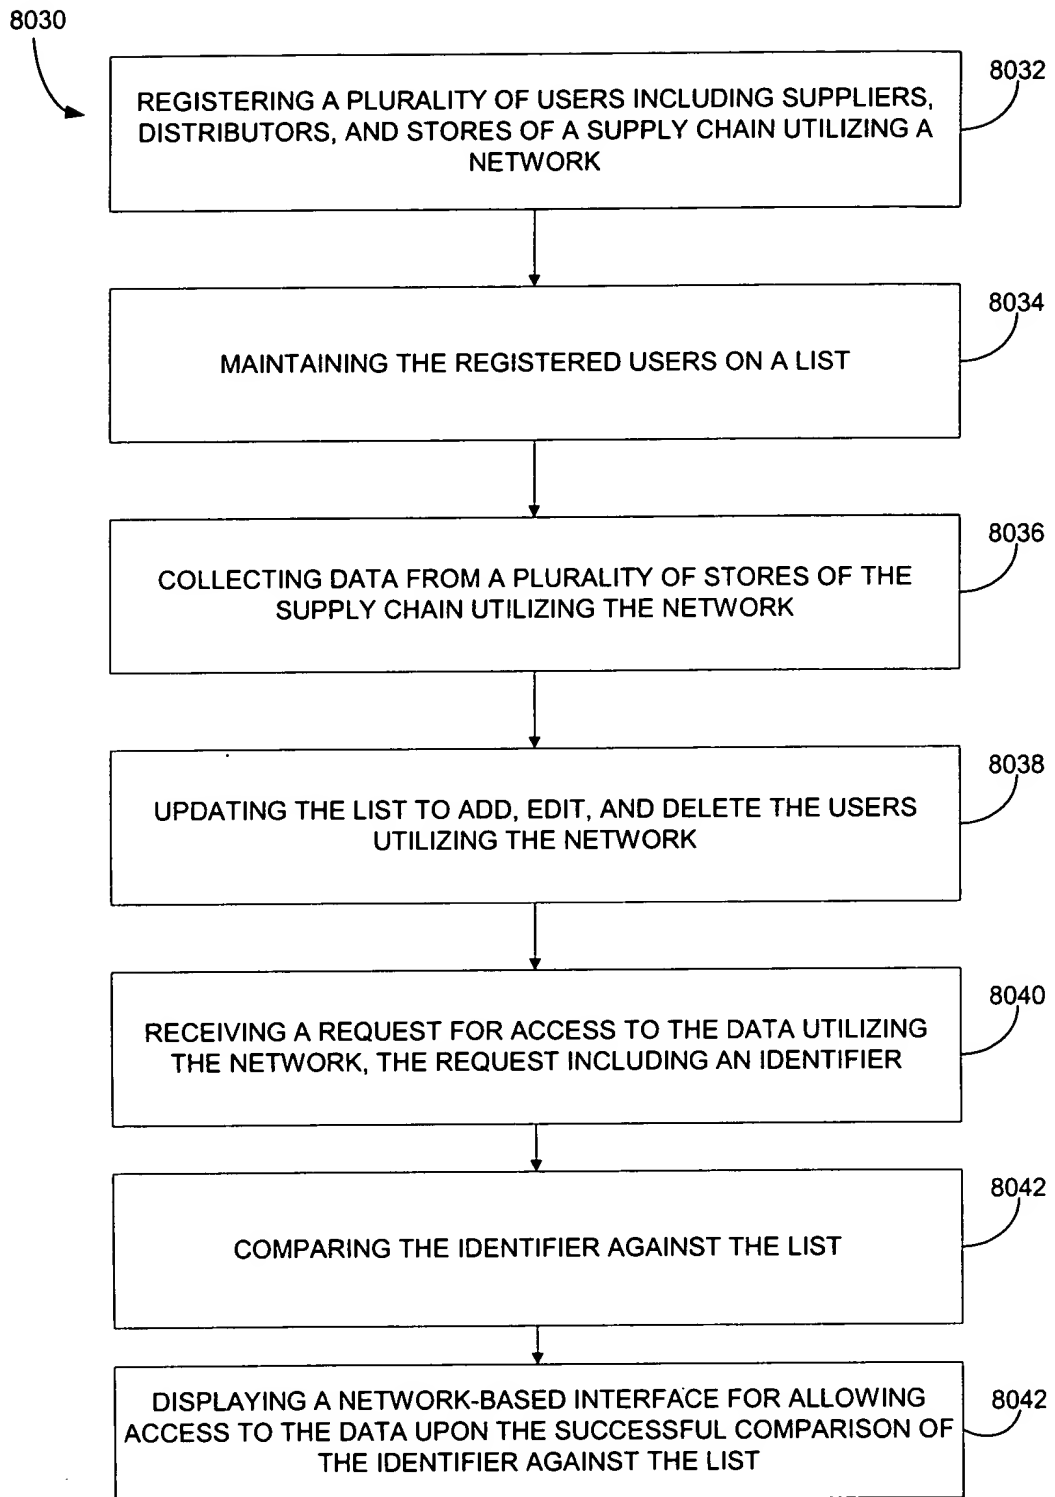 8030
8032
REGISTERING A PLURALITY OF USERS INCLUDING SUPPLIERS,
DISTRIBUTORS, AND STORES OF A SUPPLY CHAIN UTILIZING A
NETWORK
8034
MAINTAINING THE REGISTERED USERS ON A LIST
8036
COLLECTING DATA FROM A PLURALITY OF STORES OF THE
SUPPLY CHAIN UTILIZING THE NETWORK
8038
UPDATING THE LIST TO ADD, EDIT, AND DELETE THE USERS
UTILIZING THE NETWORK
8040
RECEIVING A REQUEST FOR ACCESS TO THE DATA UTILIZING
THE NETWORK, THE REQUEST INCLUDING AN IDENTIFIER
8042
COMPARING THE IDENTIFIER AGAINST THE LIST
8042
DISPLAYING A NETWORK-BASED INTERFACE FOR ALLOWING
ACCESS TO THE DATA UPON THE SUCCESSFUL COMPARISON OF
THE IDENTIFIER AGAINST THE LIST